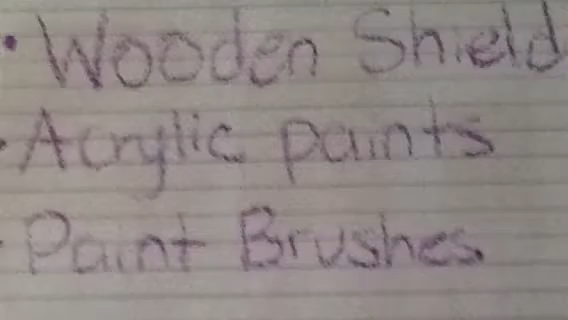 • Wooden Shield
• Acrylic paints
• Paint Brushes